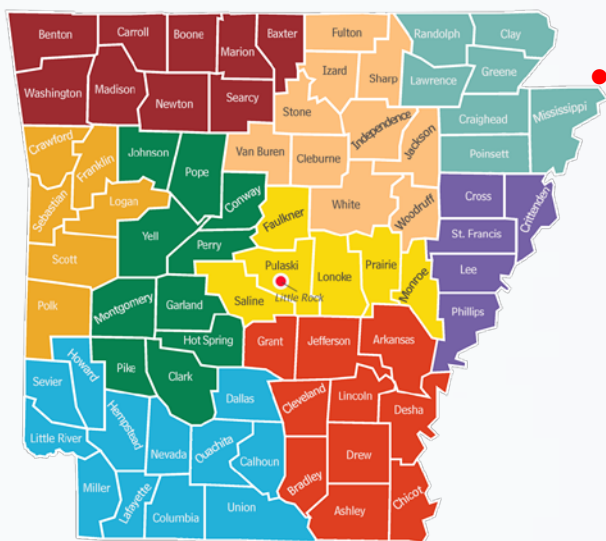 Benton
Carroll
Boone
Marion
Baxter
Fulton
Randolph
Clay
Washington
Madison
Newton
Searcy
Izard
Sharp
Lawrence
Greene
Stone
Independence
Jackson
Craighead
Mississippi
Poinsett
Crawford
Franklin
Johnson
Pope
Van Buren
Cleburne
Sebastian
Logan
Conway
Faulkner
White
Woodruff
Cross
Crittenden
St. Francis
Yell
Perry
Scott
Pulaski
Lonoke
Prairie
Monroe
Lee
Little Rock
Saline
Polk
Montgomery
Garland
Phillips
Hot Spring
Grant
Jefferson
Arkansas
Howard
Pike
Clark
Sevier
Dallas
Cleveland
Lincoln
Desha
Hempstead
Little River
Nevada
Ouachita
Calhoun
Drew
Bradley
Miller
Lafayette
Columbia
Union
Ashley
Chicot